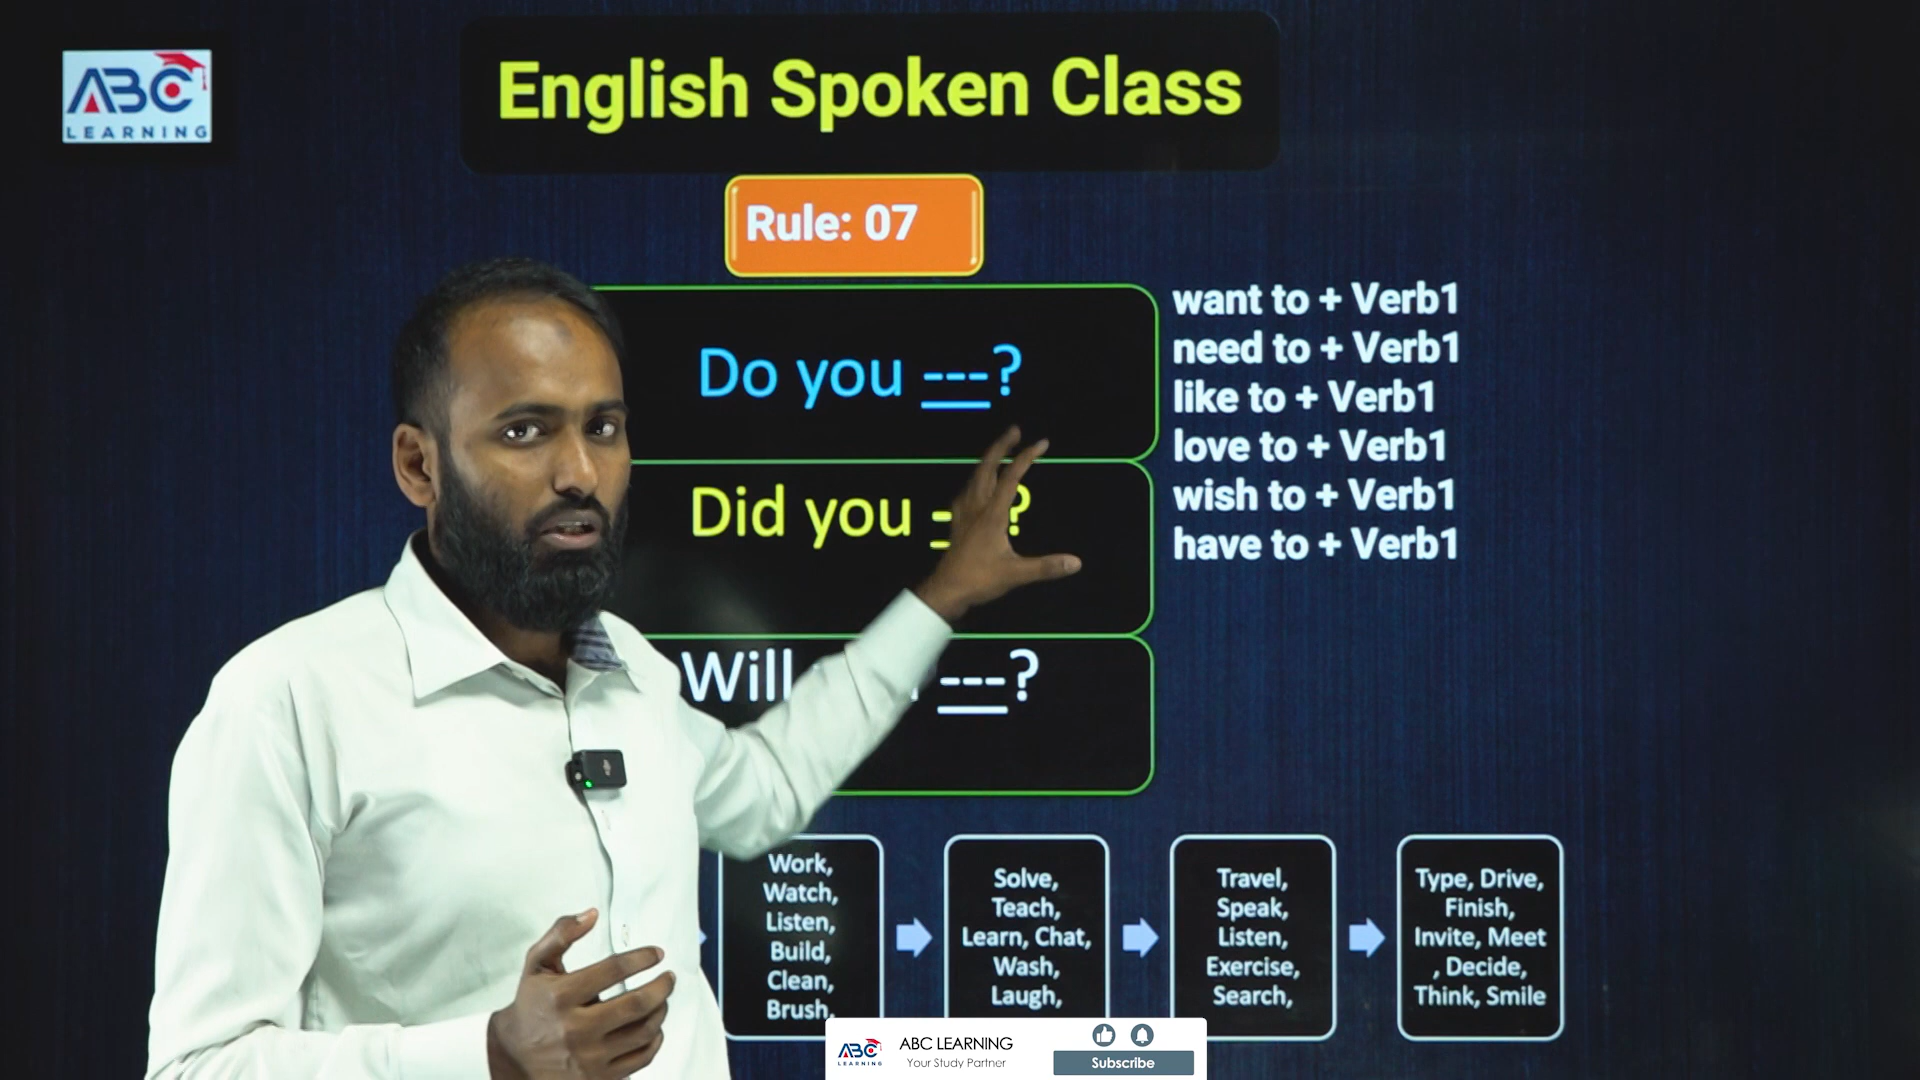 ABC
LEARNING
English Spoken Class
Rule: 07
Do you ---?
Did you - ?
Will ---?
want to + Verb1
need to + Verb1
like to + Verb1
love to + Verb1
wish to + Verb1
have to + Verb1
Work,
Watch,
Listen,
Build,
Clean,
Brush,
Solve,
Teach,
Learn, Chat,
Wash,
Laugh,
Travel,
Speak,
Listen,
Exercise,
Search,
Type, Drive,
Finish,
Invite, Meet
, Decide,
Think, Smile
ABC
LEARNING
ABC LEARNING
Your Study Partner
Subscribe